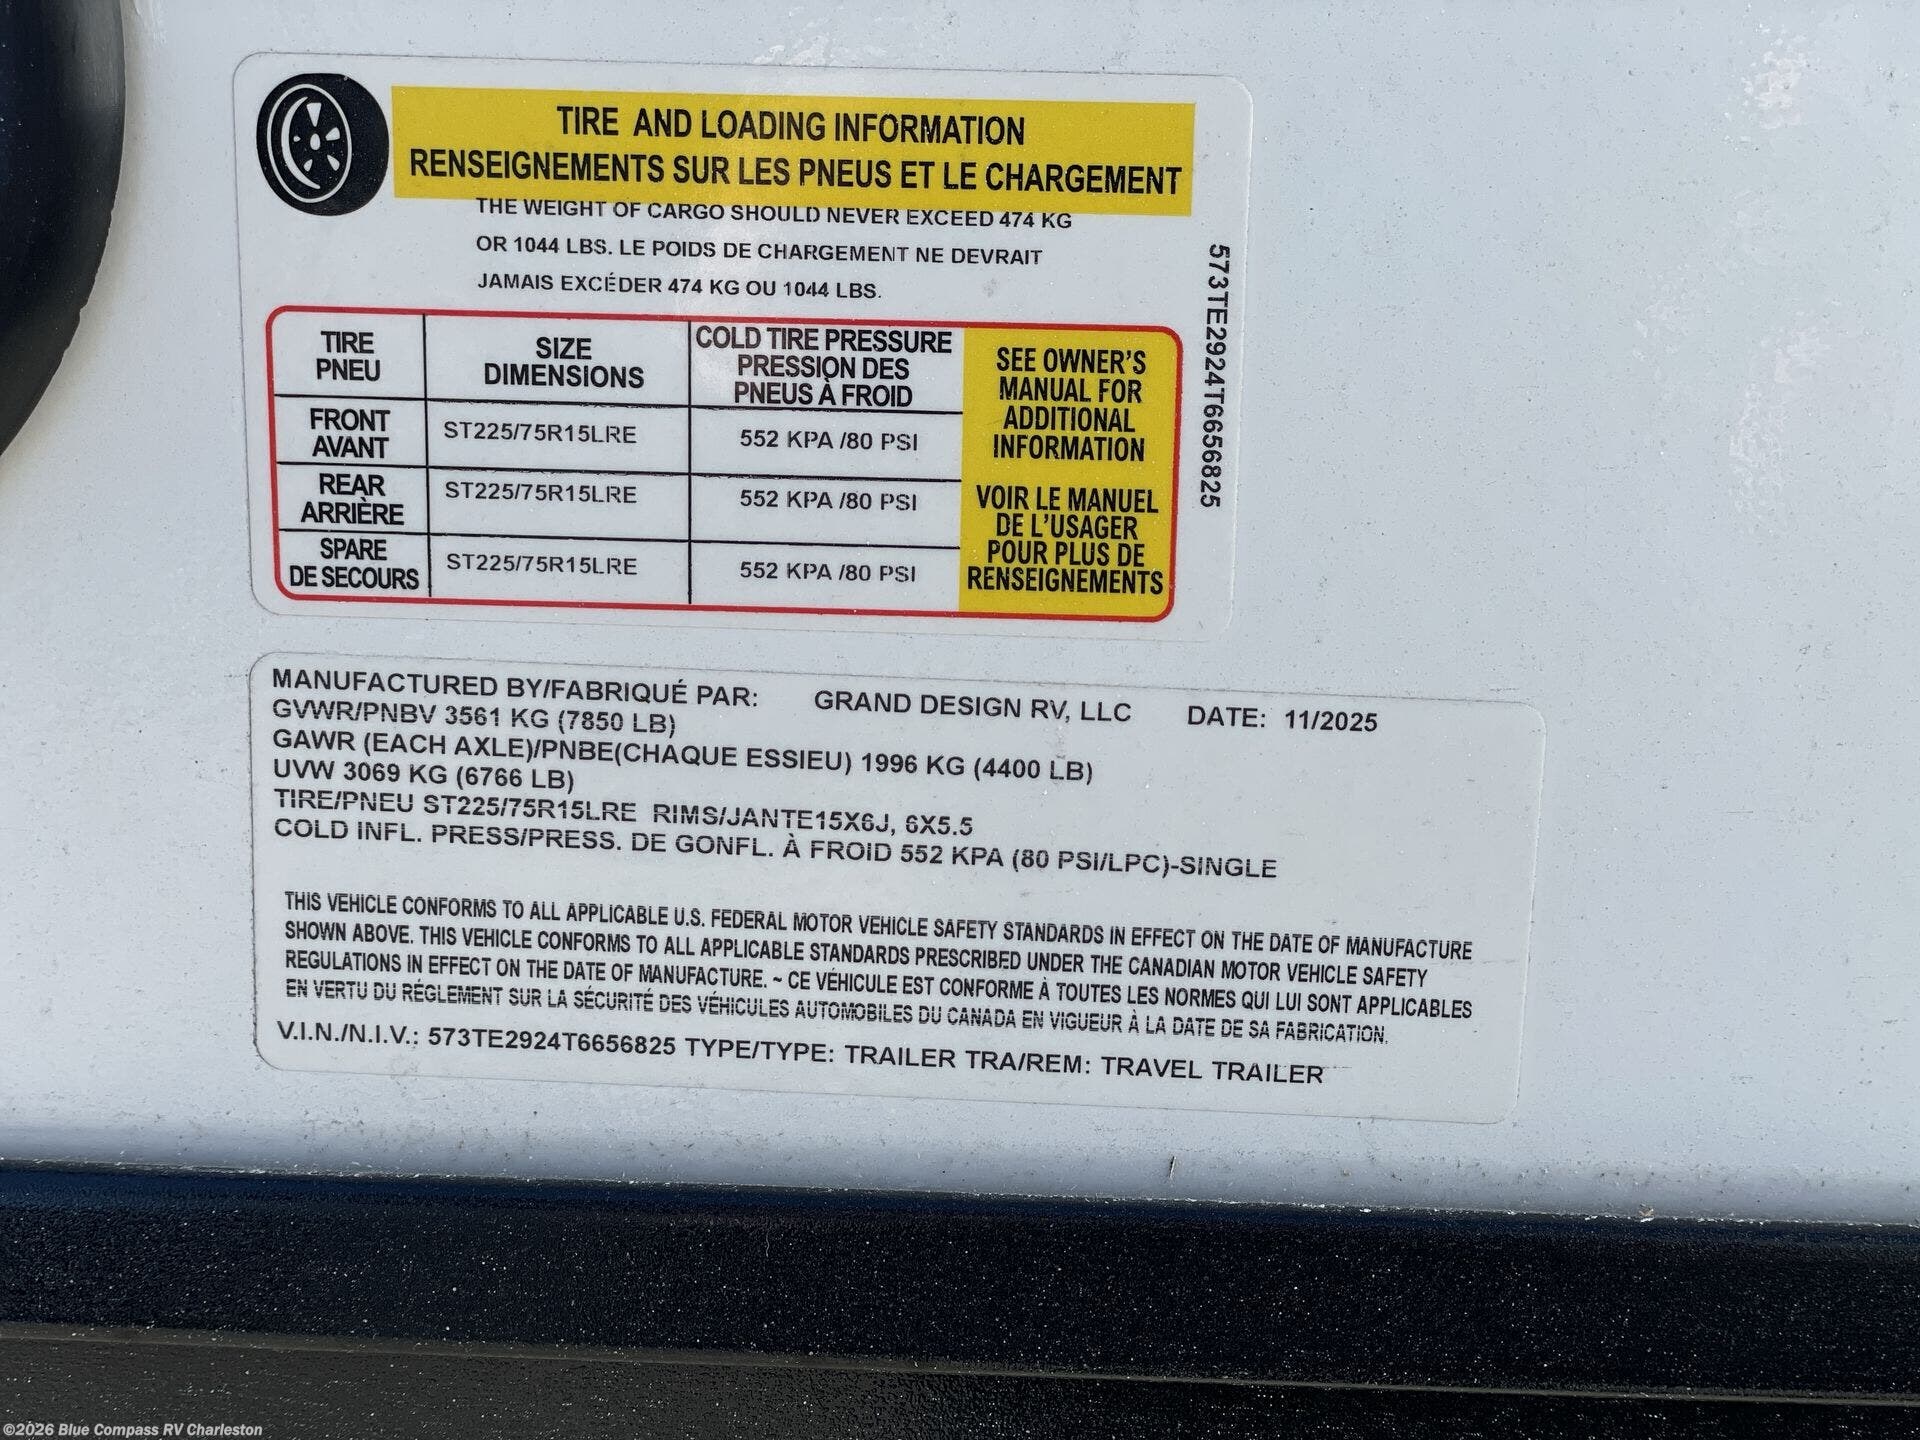 TIRE AND LOADING INFORMATION
RENSEIGNEMENTS SUR LES PNEUS ET LE CHARGEMENT
THE WEIGHT OF CARGO SHOULD NEVER EXCEED 474 KG
OR 1044 LBS. LE POIDS DE CHARGEMENT NE DEVRAIT
JAMAIS EXCÉDER 474 KG OU 1044 LBS.
TIRE
PNEU
SIZE
DIMENSIONS
COLD TIRE PRESSURE
PRESSION DES
PNEUS À FROID
FRONT
AVANT
ST225/75R15LRE
552 KPA /80 PSI
REAR
ARRIÈRE
ST225/75R15LRE
552 KPA /80 PSI
SPARE
DE SECOURS
ST225/75R15LRE
552 KPA /80 PSI
SEE OWNER'S
MANUAL FOR
ADDITIONAL
INFORMATION
VOIR LE MANUEL
DE L'USAGER
POUR PLUS DE
RENSEIGNEMENTS
573TE2924T6656825
MANUFACTURED BY/FABRIQUÉ PAR: GRAND DESIGN RV, LLC DATE: 11/2025
GVWR/PNBV 3561 KG (7850 LB)
GAWR (EACH AXLE)/PNBE(CHAQUE ESSIEU) 1996 KG (4400 LB)
UVW 3069 KG (6766 LB)
TIRE/PNEU ST225/75R15LRE RIMS/JANTE15X6J, 6X5.5
COLD INFL. PRESS/PRESS. DE GONFL. À FROID 552 KPA (80 PSI/LPC)-SINGLE
THIS VEHICLE CONFORMS TO ALL APPLICABLE U.S. FEDERAL MOTOR VEHICLE SAFETY STANDARDS IN EFFECT ON THE DATE OF MANUFACTURE
SHOWN ABOVE. THIS VEHICLE CONFORMS TO ALL APPLICABLE STANDARDS PRESCRIBED UNDER THE CANADIAN MOTOR VEHICLE SAFETY
REGULATIONS IN EFFECT ON THE DATE OF MANUFACTURE. ~ CE VÉHICULE EST CONFORME À TOUTES LES NORMES QUI LUI SONT APPLICABLES
EN VERTU DU RÉGLEMENT SUR LA SÉCURITÉ DES VÉHICULES AUTOMOBILES DU CANADA EN VIGUEUR À LA DATE DE SA FABRICATION.
V.I.N./N.I.V.: 573TE2924T6656825 TYPE/TYPE: TRAILER TRA/REM: TRAVEL TRAILER
©2026 Blue Compass RV Charleston